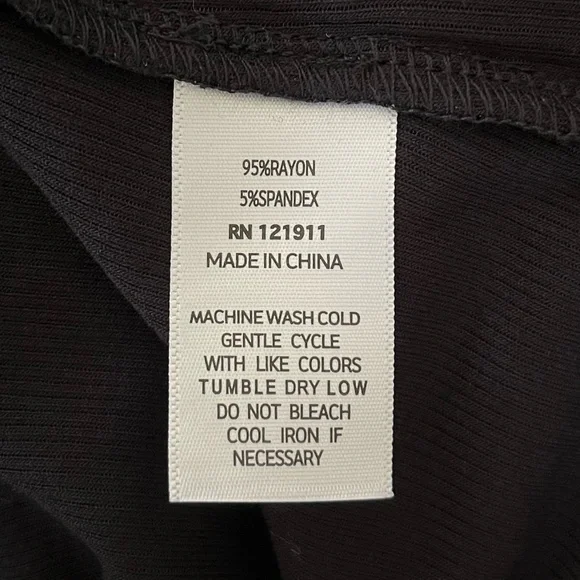 95%RAYON
5%SPANDEX
RN 121911
MADE IN CHINA
MACHINE WASH COLD
GENTLE CYCLE
WITH LIKE COLORS
TUMBLE DRY LOW
DO NOT BLEACH
COOL IRON IF
NECESSARY